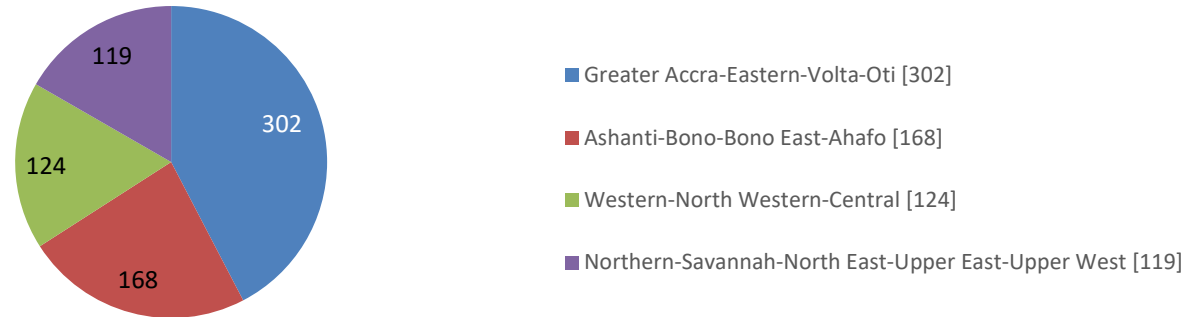 119
302
124
168
Greater Accra-Eastern-Volta-Oti [302]
Ashanti-Bono-Bono East-Ahafo [168]
Western-North Western-Central [124]
Northern-Savannah-North East-Upper East-Upper West [119]